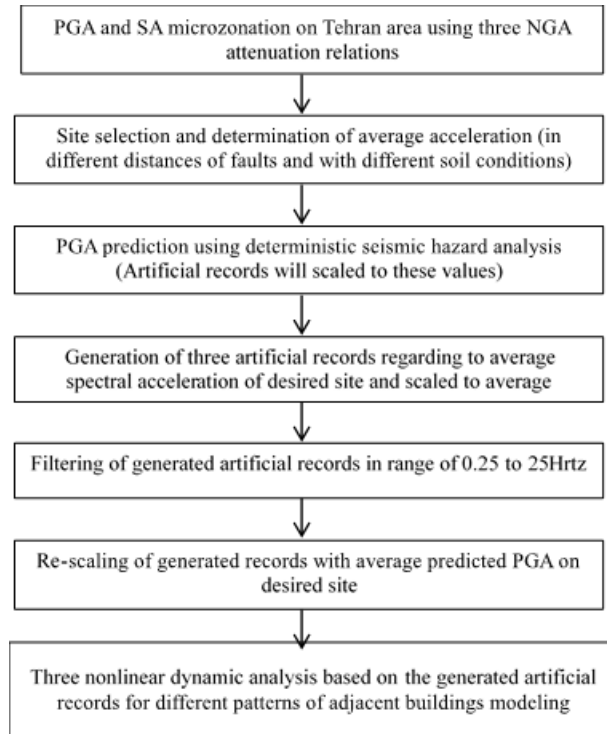 PGA and SA microzonation on Tehran area using three NGA
attenuation relations
Site selection and determination of average acceleration (in
different distances of faults and with different soil conditions)
PGA prediction using deterministic seismic hazard analysis
(Artificial records will scaled to these values)
Generation of three artificial records regarding to average
spectral acceleration of desired site and scaled to average
Filtering of generated artificial records in range of 0.25 to 25Hrtz
Re-scaling of generated records with average predicted PGA on
desired site
Three nonlinear dynamic analysis based on the generated artificial
records for different patterns of adjacent buildings modeling